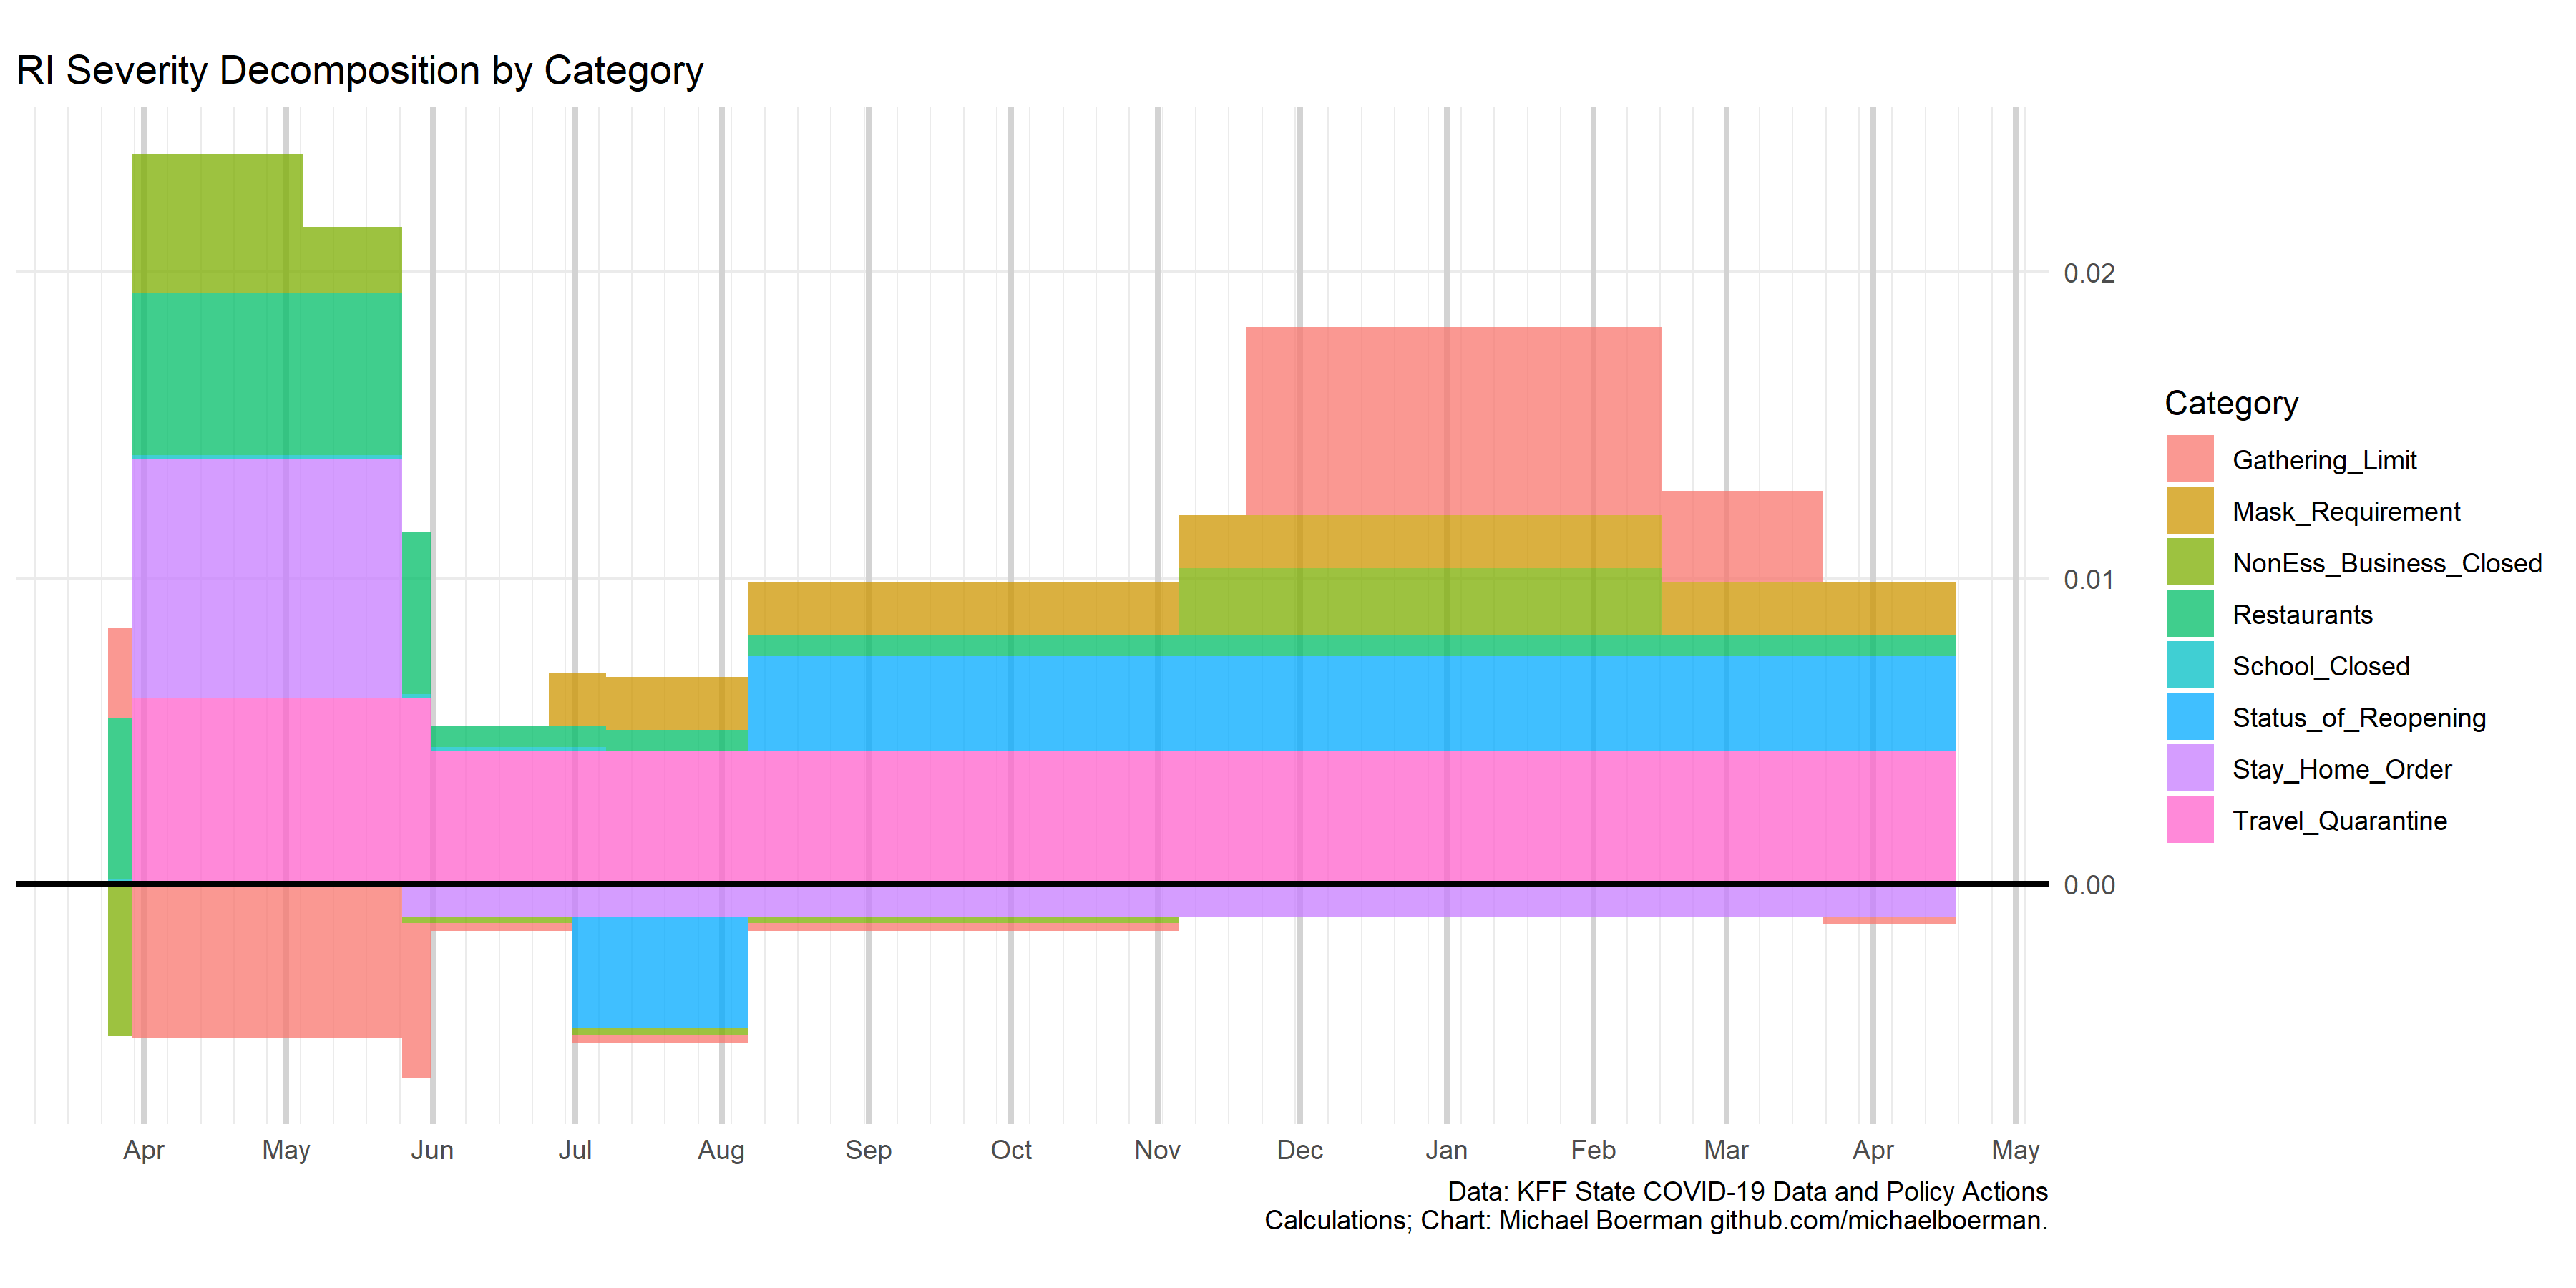 RI Severity Decomposition by Category
0.02
0.01
0.00
Apr May Jun Jul Aug Sep Oct Nov Dec Jan Feb Mar Apr May
Category
Gathering_Limit
Mask_Requirement
NonEss_Business_Closed
Restaurants
School_Closed
Status_of_Reopening
Stay_Home_Order
Travel_Quarantine
Data: KFF State COVID-19 Data and Policy Actions
Calculations; Chart: Michael Boerman github.com/michaelboerman.